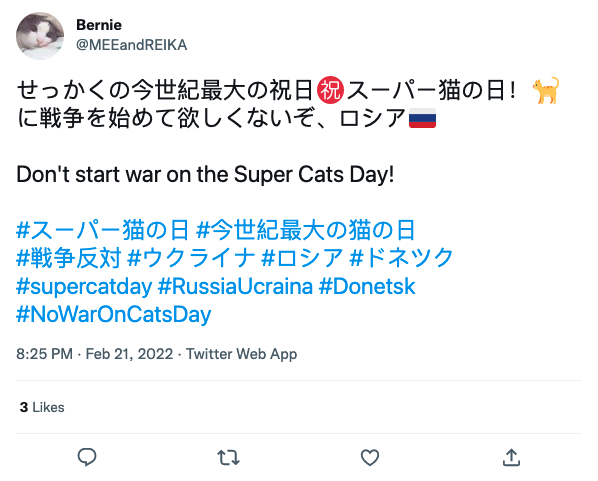 Bernie
@MEEandREIKA
せっかくの今世紀最大の祝日㊗️スーパー猫の日！🐈
に戦争を始めて欲しくないぞ、ロシア🇷🇺
Don't start war on the Super Cats Day!
#スーパー猫の日 #今世紀最大の猫の日
#戦争反対 #ウクライナ #ロシア #ドネツク
#supercatday #RussiaUcraina #Donetsk
#NoWarOnCatsDay
8:25 PM · Feb 21, 2022 · Twitter Web App
3 Likes